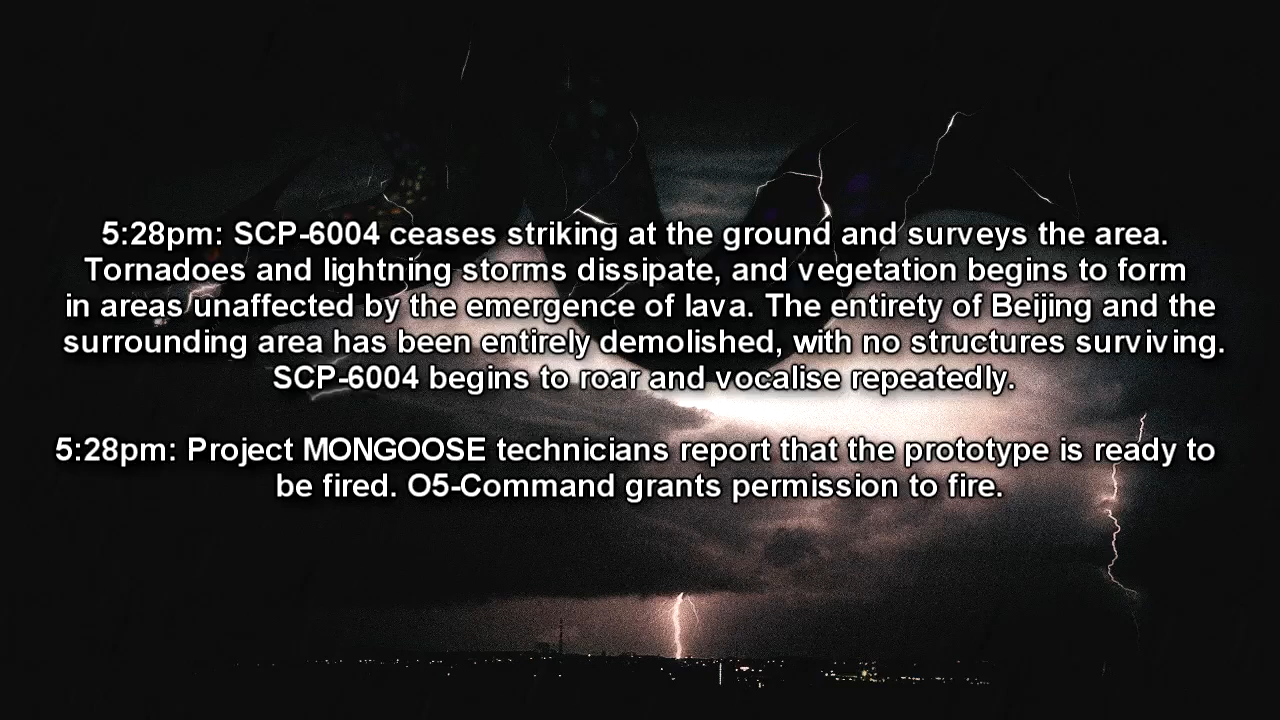 5:28pm: SCP-6004 ceases striking at the ground and surveys the area.
Tornadoes and lightning storms dissipate, and vegetation begins to form
in areas unaffected by the emergence of lava. The entirety of Beijing and the
surrounding area has been entirely demolished, with no structures surviving.
SCP-6004 begins to roar and vocalise repeatedly.
5:28pm: Project MONGOOSE technicians report that the prototype is ready to
be fired. O5-Command grants permission to fire.